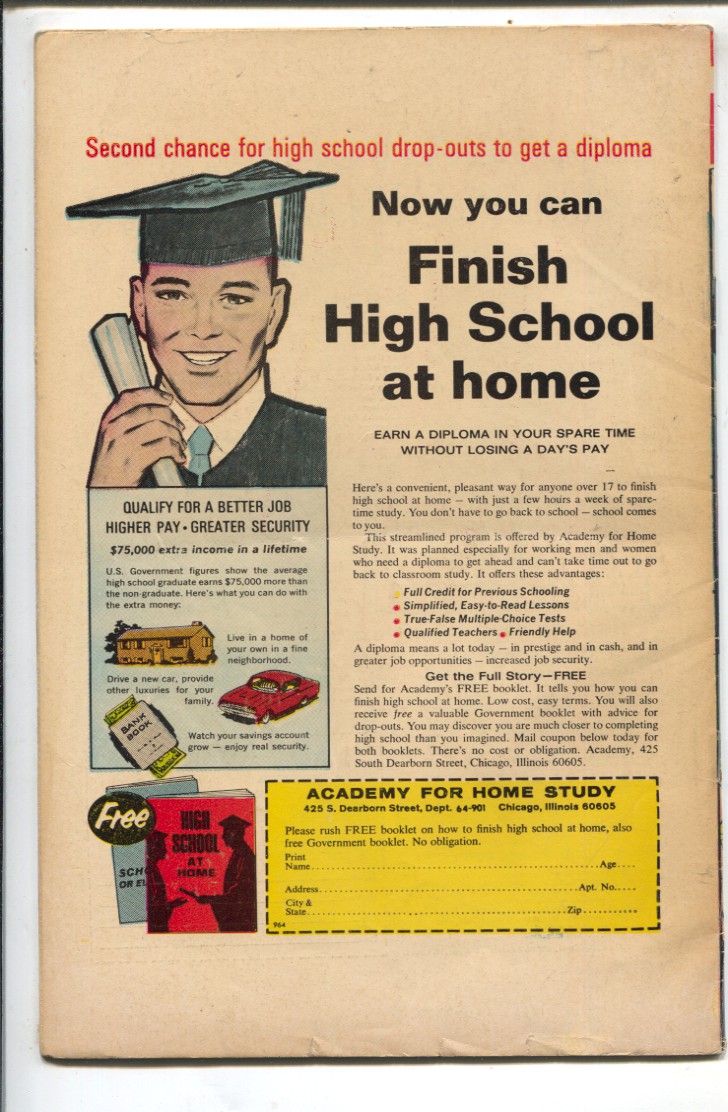 Second chance for high school drop-outs to get a diploma
Now you can
Finish
High School
at home
EARN A DIPLOMA IN YOUR SPARE TIME
WITHOUT LOSING A DAY'S PAY
QUALIFY FOR A BETTER JOB
HIGHER PAY • GREATER SECURITY
$75,000 extra income in a lifetime
U.S. Government figures show the average
high school graduate earns $75,000 more than
the non-graduate. Here's what you can do with
the extra money:
Live in a home of
your own in a fine
neighborhood.
Drive a new car, provide
other luxuries for your
family.
BANK
BOOK
Watch your savings account
grow — enjoy real security.
Here's a convenient, pleasant way for anyone over 17 to finish
high school at home — with just a few hours a week of spare-
time study. You don't have to go back to school — school comes
to you.
This streamlined program is offered by Academy for Home
Study. It was planned especially for working men and women
who need a diploma to get ahead and can't take time out to go
back to classroom study. It offers these advantages:
Full Credit for Previous Schooling
• Simplified, Easy-to-Read Lessons
• True-False Multiple-Choice Tests
• Qualified Teachers • Friendly Help
A diploma means a lot today — in prestige and in cash, and in
greater job opportunities — increased job security.
Get the Full Story—FREE
Send for Academy's FREE booklet. It tells you how you can
finish high school at home. Low cost, easy terms. You will also
receive free a valuable Government booklet with advice for
drop-outs. You may discover you are much closer to completing
high school than you imagined. Mail coupon below today for
both booklets. There's no cost or obligation. Academy, 425
South Dearborn Street, Chicago, Illinois 60605.
Free
SCH
OR EL
HIGH
SCHOOL
AT
HOME
ACADEMY FOR HOME STUDY
425 S. Dearborn Street, Dept. 64-901 Chicago, Illinois 60605
Please rush FREE booklet on how to finish high school at home, also
free Government booklet. No obligation.
Print
Name Age
Address Apt. No.
City &
State Zip
964